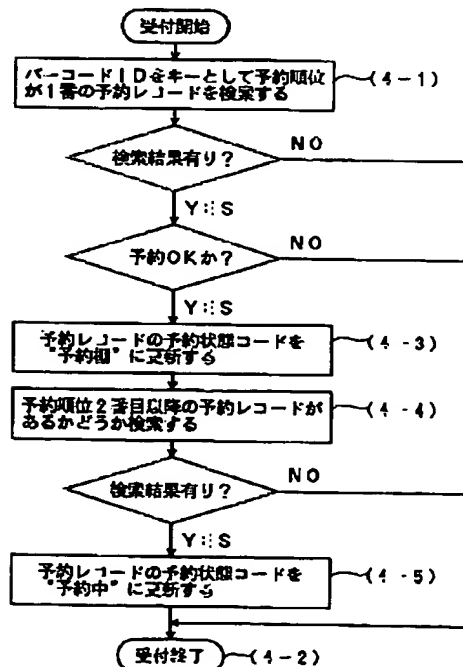 受付開始
バーコードIDをキーとして予約順位
が1番の予約レコードを検索する
(4-1)
検索結果有り?
NO
YES
予約OKか?
NO
YES
予約レコードの予約状態コードを
"予約棚"に更新する
(4-3)
予約順位2番目以降の予約レコードが
あるかどうか検索する
(4-4)
検索結果有り?
NO
YES
予約レコードの予約状態コードを
"予約中"に更新する
(4-5)
受付終了
(4-2)